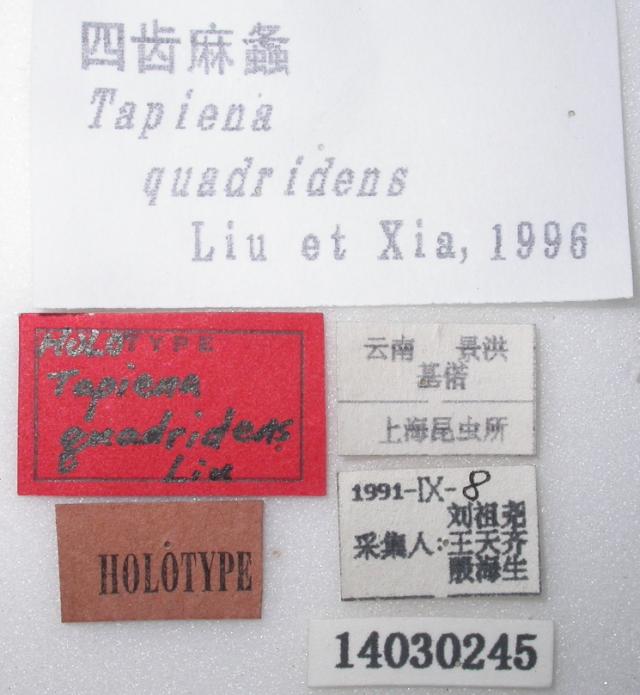 四齿麻螽
Tapiena
quadridens
Liu et Xia, 1996
HOLOTYPE
Tapiena
quadridens
Liu
云南 景洪
基偌
上海昆虫所
1991-IX-8
刘祖尧
采集人:王天齐
殷海生
HOLOTYPE
14030245